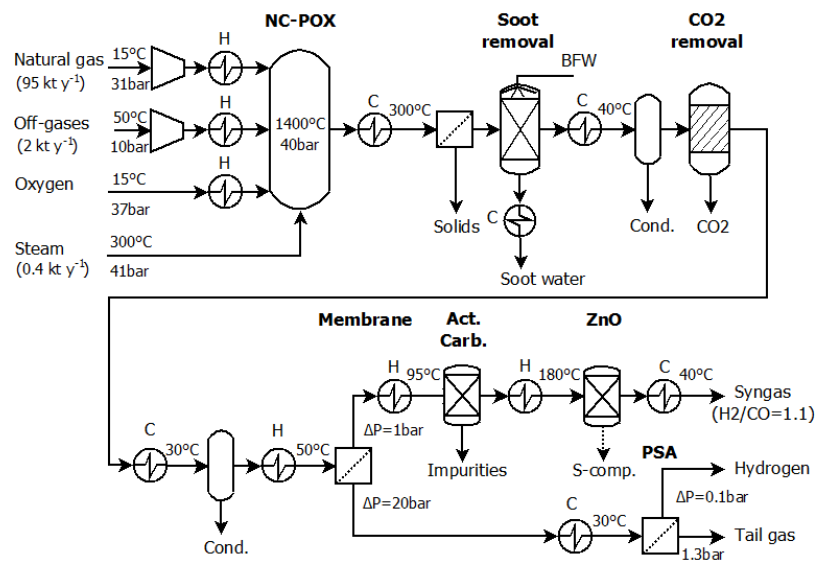 NC-POX
Soot
removal
CO2
removal
Natural gas
(95 kt y⁻¹)
15°C
31bar
H
Off-gases
(2 kt y⁻¹)
50°C
10bar
H
Oxygen
15°C
37bar
H
Steam
(0.4 kt y⁻¹)
300°C
41bar
1400°C
40bar
C
300°C
Solids
BFW
C
Soot water
C
40°C
Cond.
CO2
Membrane
Act.
Carb.
ZnO
C
30°C
Cond.
H
50°C
ΔP=1bar
H
95°C
Impurities
H
180°C
S-comp.
C
40°C
Syngas
(H2/CO=1.1)
ΔP=20bar
C
30°C
PSA
Hydrogen
ΔP=0.1bar
Tail gas
1.3bar